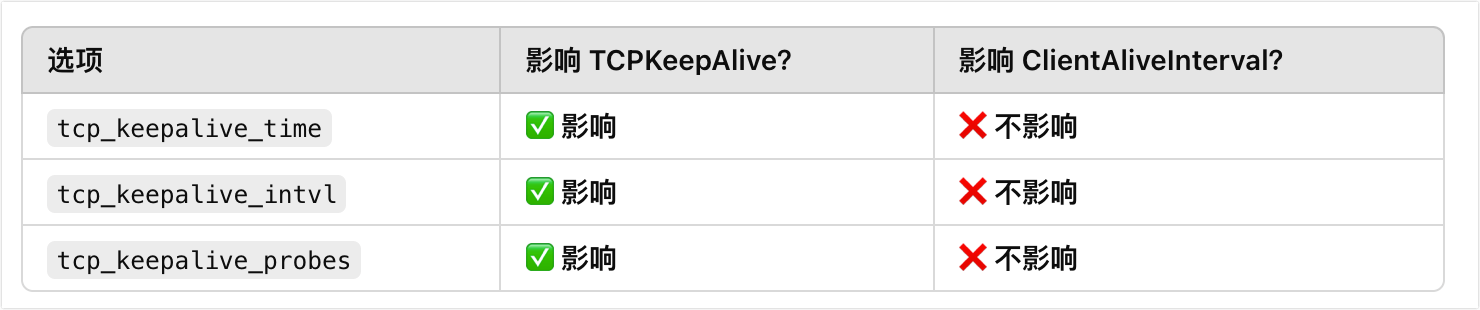 选项 影响 TCPKeepAlive? 影响 ClientAliveInterval?
tcp_keepalive_time ✅ 影响 ❌ 不影响
tcp_keepalive_intvl ✅ 影响 ❌ 不影响
tcp_keepalive_probes ✅ 影响 ❌ 不影响